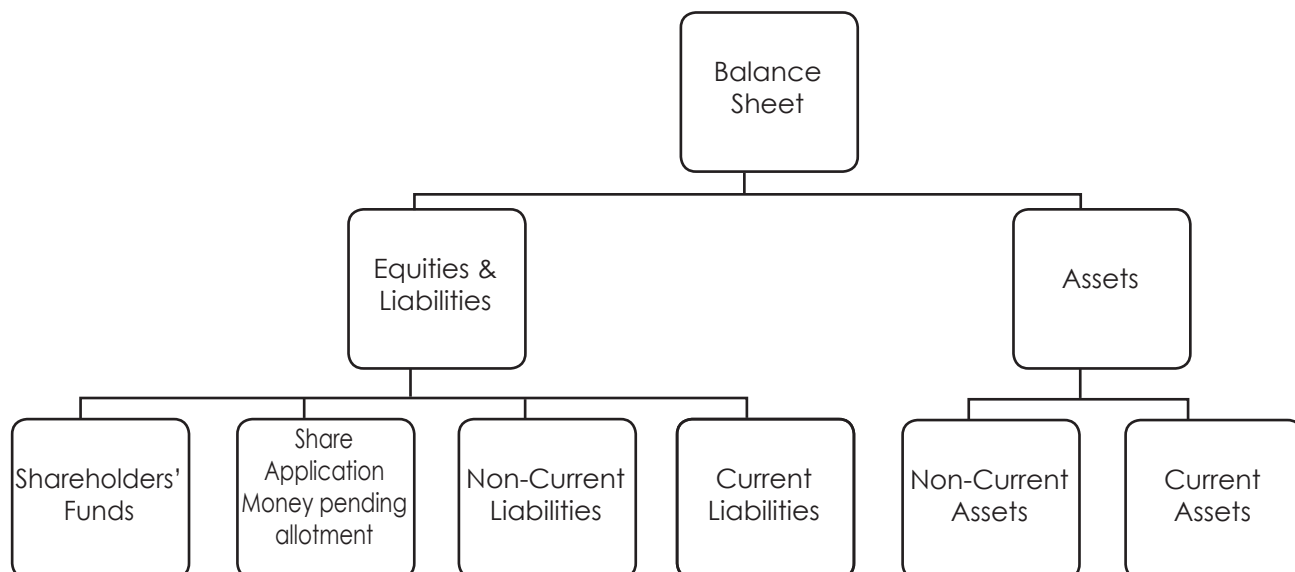 Balance
Sheet
Equities &
Liabilities
Assets
Shareholders’
Funds
Share
Application
Money pending
allotment
Non-Current
Liabilities
Current
Liabilities
Non-Current
Assets
Current
Assets